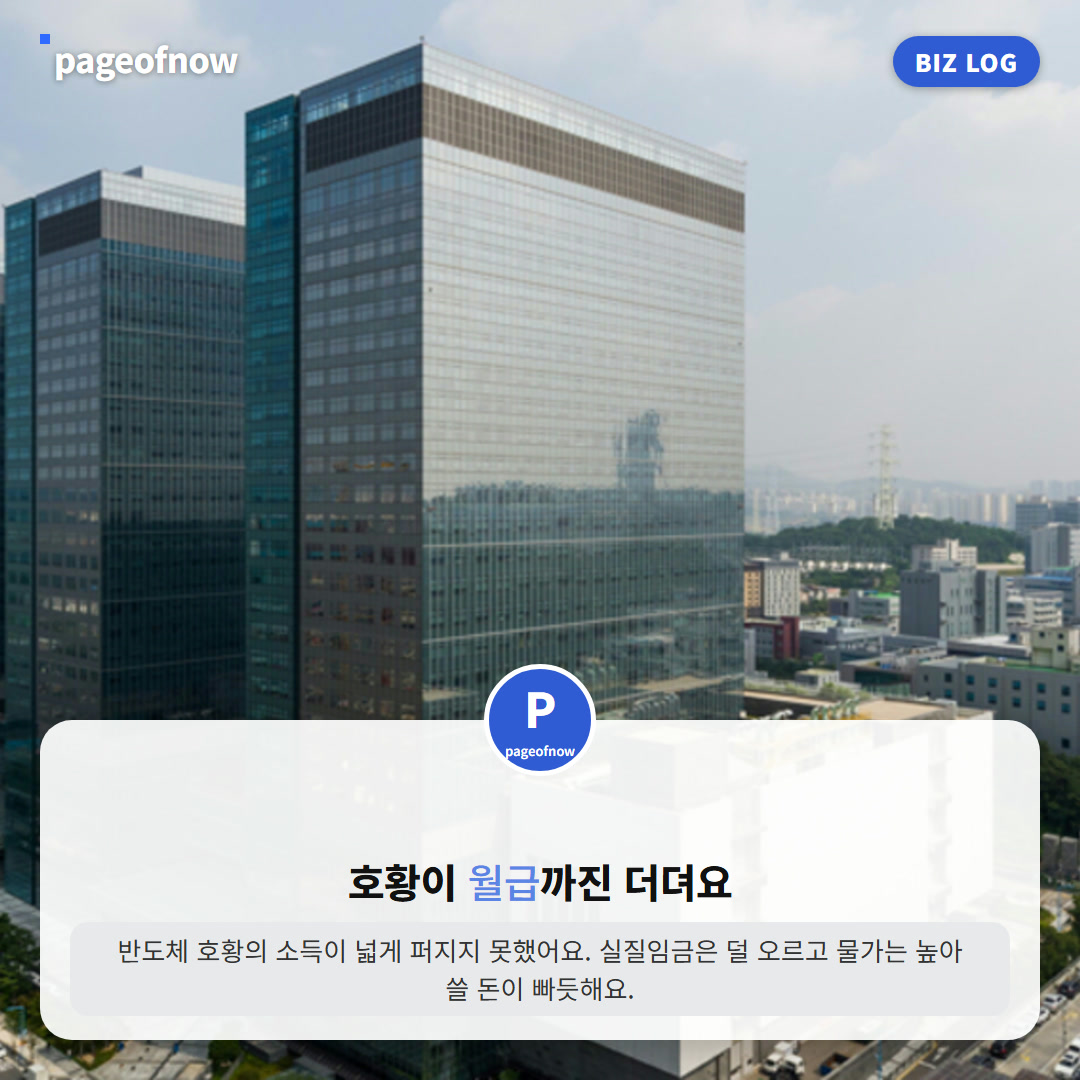 pageofnow
BIZ LOG
P
pageofnow
호황이 월급까진 더뎌요
반도체 호황의 소득이 넓게 퍼지지 못했어요. 실질임금은 덜 오르고 물가는 높아
쓸 돈이 빠듯해요.